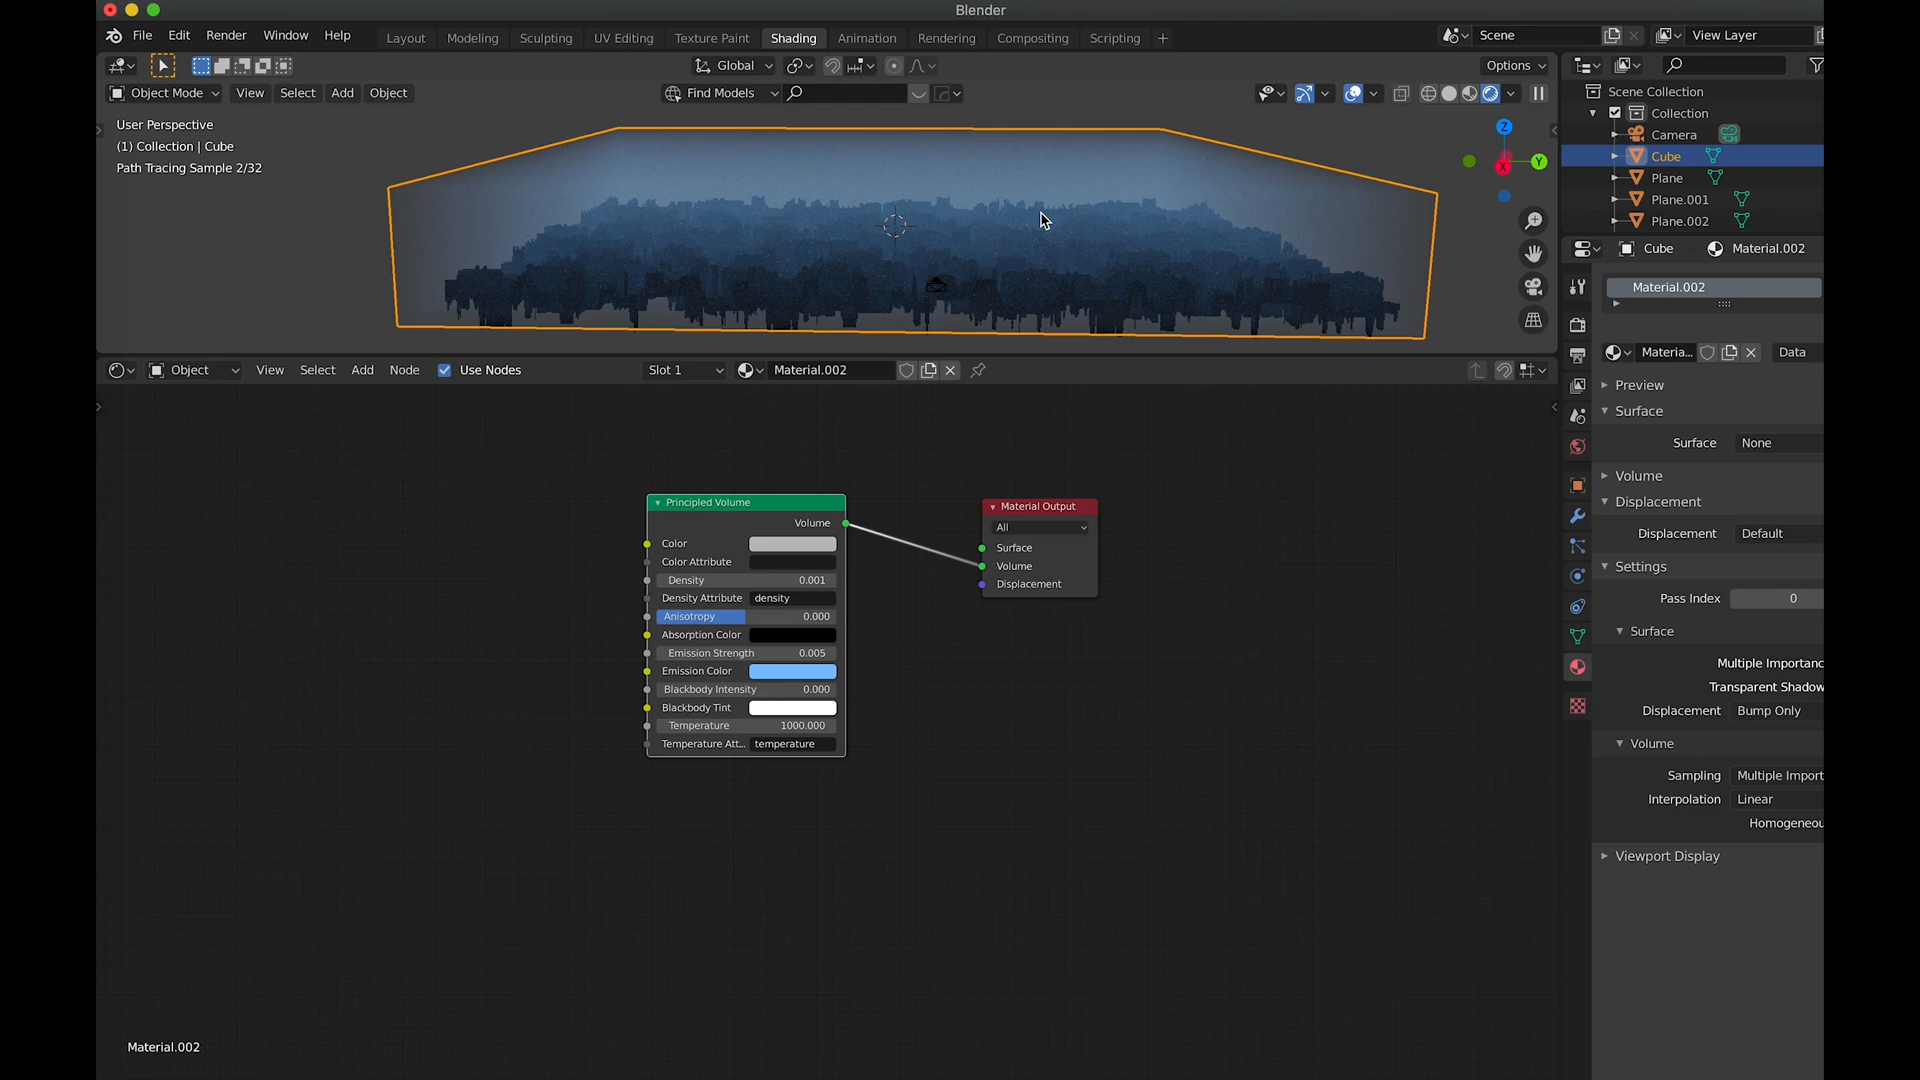 Blender
File Edit Render Window Help Layout Modeling Sculpting UV Editing Texture Paint Shading Animation Rendering Compositing Scripting + Scene View Layer
Global Options
Object Mode View Select Add Object Find Models
User Perspective
(1) Collection | Cube
Path Tracing Sample 2/32
Z
Y
X
Scene Collection
Collection
Camera
Cube
Plane
Plane.001
Plane.002
Cube Material.002
Material.002
Materia... Data
Preview
Surface
Surface None
Volume
Displacement
Displacement Default
Settings
Pass Index 0
Surface
Multiple Importanc
Transparent Shadow
Displacement Bump Only
Volume
Sampling Multiple Import
Interpolation Linear
Homogeneou
Viewport Display
Object View Select Add Node Use Nodes Slot 1 Material.002
Principled Volume
Volume
Color
Color Attribute
Density 0.001
Density Attribute density
Anisotropy 0.000
Absorption Color
Emission Strength 0.005
Emission Color
Blackbody Intensity 0.000
Blackbody Tint
Temperature 1000.000
Temperature Att... temperature
Material Output
All
Surface
Volume
Displacement
Material.002